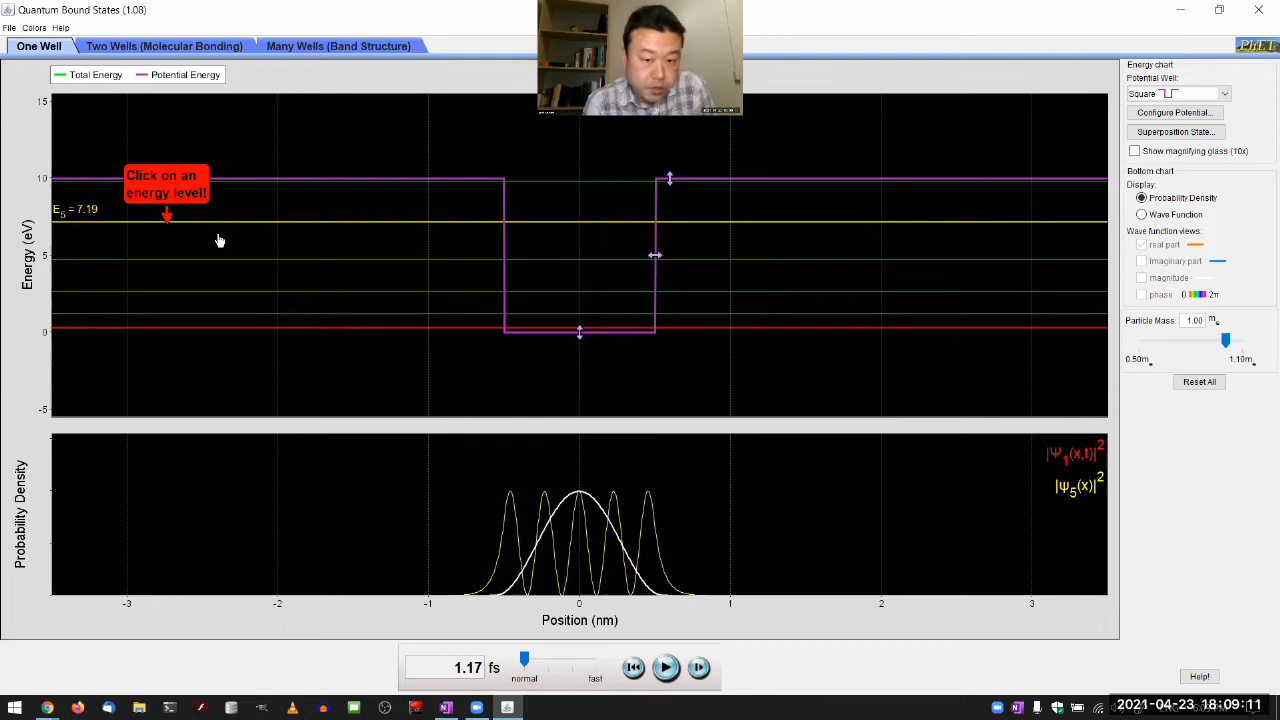 Quantum Bound States (1.08)
File Colors Help
One Well
Two Wells (Molecular Bonding)
Many Wells (Band Structure)
PhET
Total Energy
Potential Energy
Energy chart
Potential Well:
Square
Configure Potential...
Superposition State...
Show magnifying glass (10x)
Bottom chart
Display:
Probability Density
Wave Function
Wave function views:
real part
imaginary part
magnitude
phase 0 2π
Particle Mass: 1.00 mₑ
0.50mₑ 1.10mₑ
Reset All
Help!
Energy (eV)
15
10
5
0
-5
Click on an
energy level!
E₅ = 7.19
Probability Density
|Ψ₁(x,t)|²
|ψ₅(x)|²
-3 -2 -1 0 1 2 3
Position (nm)
1.17 fs
normal fast
2021-04-23 18:09:11